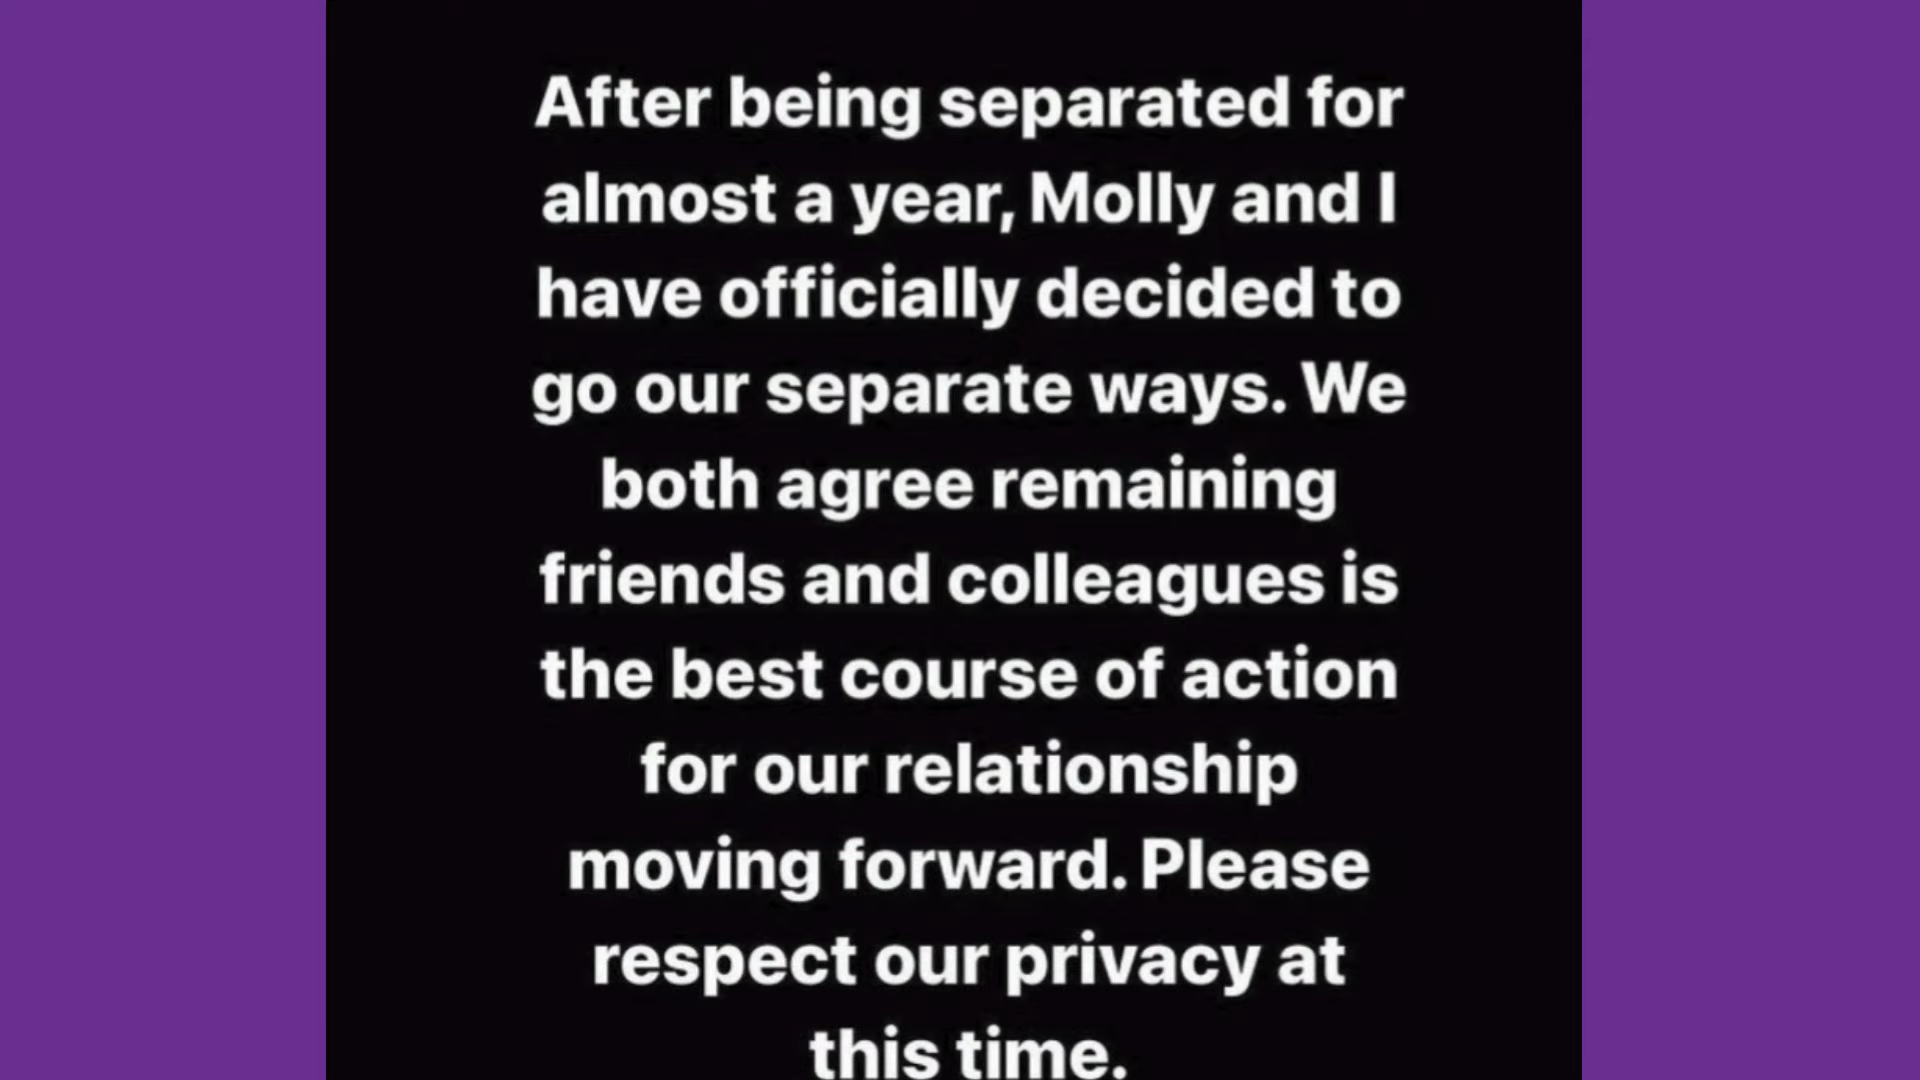 After being separated for
almost a year, Molly and I
have officially decided to
go our separate ways. We
both agree remaining
friends and colleagues is
the best course of action
for our relationship
moving forward. Please
respect our privacy at
this time.